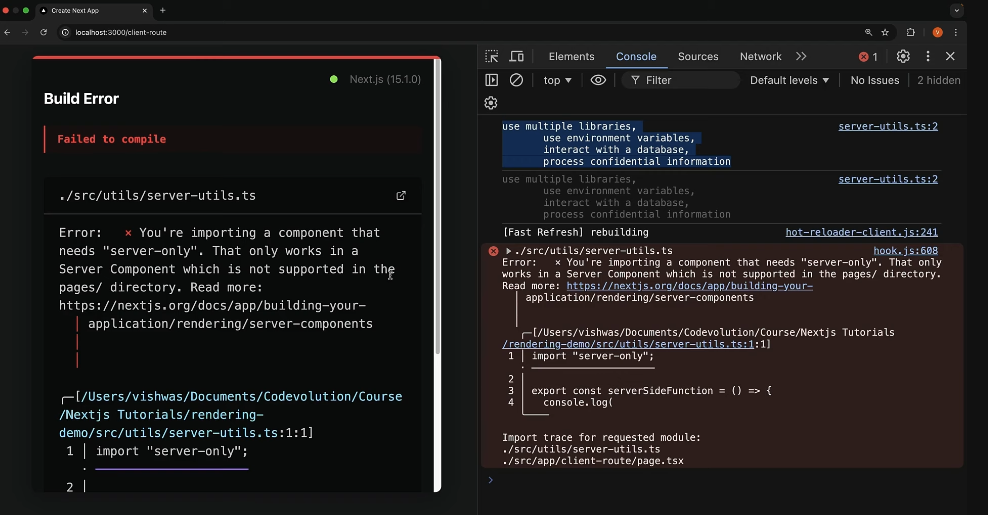 Create Next App
localhost:3000/client-route
Next.js (15.1.0)
Build Error
Failed to compile
./src/utils/server-utils.ts
Error:   × You're importing a component that
needs "server-only". That only works in a
Server Component which is not supported in the
pages/ directory. Read more:
https://nextjs.org/docs/app/building-your-
│ application/rendering/server-components
│
│
╭─[/Users/vishwas/Documents/Codevolution/Course
/Nextjs Tutorials/rendering-
demo/src/utils/server-utils.ts:1:1]
1 │ import "server-only";
· ─────────────────────
2 │
Elements Console Sources Network 1
top Filter Default levels No Issues 2 hidden
use multiple libraries, server-utils.ts:2
use environment variables,
interact with a database,
process confidential information
use multiple libraries, server-utils.ts:2
use environment variables,
interact with a database,
process confidential information
[Fast Refresh] rebuilding hot-reloader-client.js:241
./src/utils/server-utils.ts hook.js:608
Error:   × You're importing a component that needs "server-only". That only
works in a Server Component which is not supported in the pages/ directory.
Read more: https://nextjs.org/docs/app/building-your-
│ application/rendering/server-components
│
│
╭─[/Users/vishwas/Documents/Codevolution/Course/Nextjs Tutorials
/rendering-demo/src/utils/server-utils.ts:1:1]
1 │ import "server-only";
· ─────────────────────
2 │
3 │ export const serverSideFunction = () => {
4 │   console.log(
╰────
Import trace for requested module:
./src/utils/server-utils.ts
./src/app/client-route/page.tsx